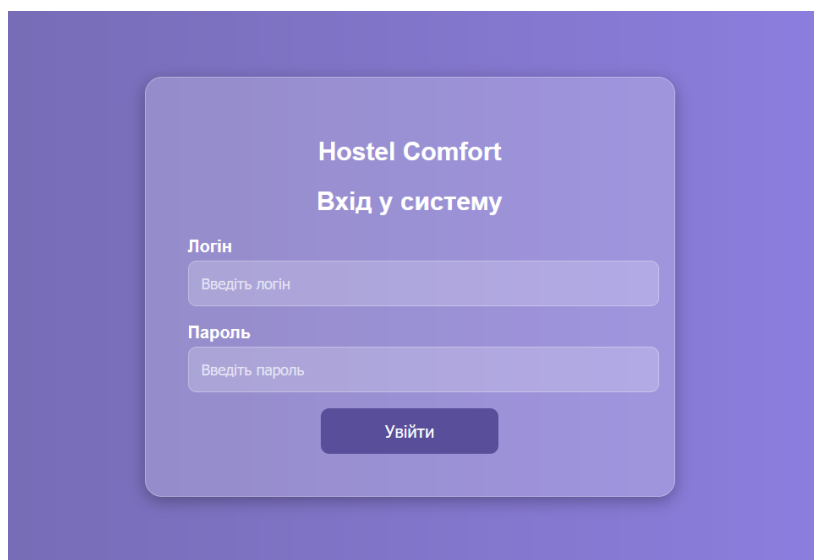 Hostel Comfort
Вхід у систему
Логін
Введіть логін
Пароль
Введіть пароль
Увійти